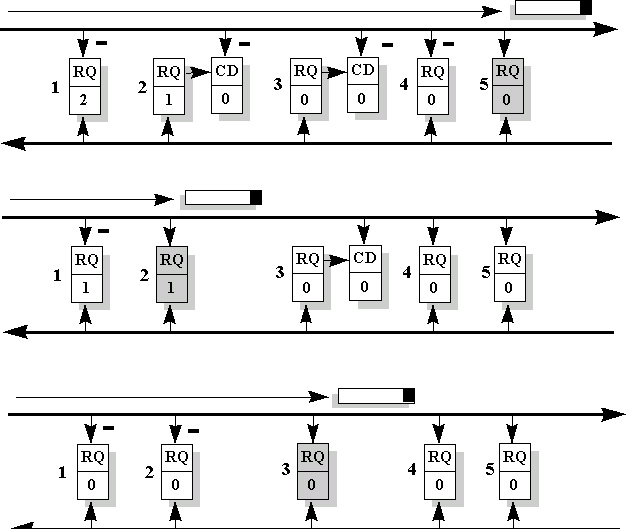 RQ RQ CD RQ CD RQ RQ
1 2 2 1 0 3 0 0 4 0 5 0
RQ RQ RQ CD RQ RQ
1 1 2 1 3 0 0 4 0 5 0
RQ RQ RQ RQ RQ
1 0 2 0 3 0 4 0 5 0